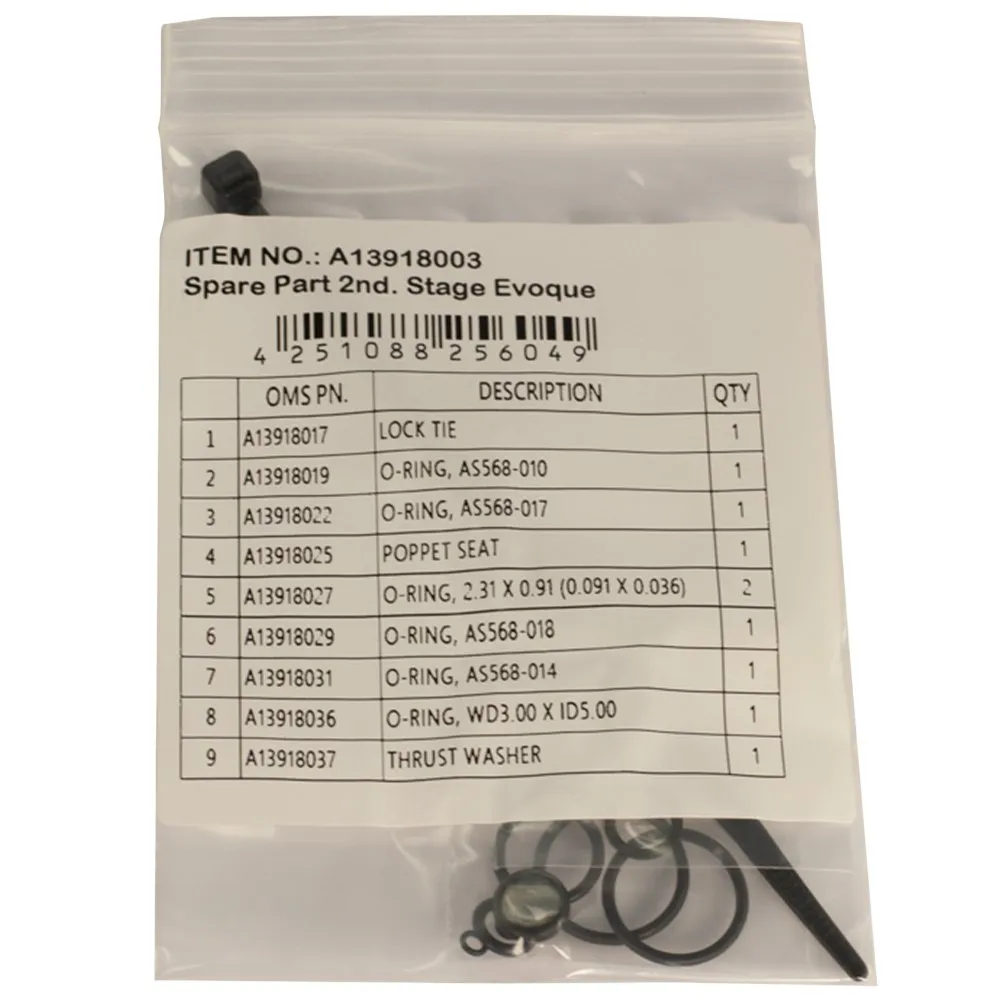 ITEM NO.: A13918003
Spare Part 2nd. Stage Evoque
4 251088 256049
OMS PN. DESCRIPTION QTY
1 A13918017 LOCK TIE 1
2 A13918019 O-RING, AS568-010 1
3 A13918022 O-RING, AS568-017 1
4 A13918025 POPPET SEAT 1
5 A13918027 O-RING, 2.31 X 0.91 (0.091 X 0.036) 2
6 A13918029 O-RING, AS568-018 1
7 A13918031 O-RING, AS568-014 1
8 A13918036 O-RING, WD3.00 X ID5.00 1
9 A13918037 THRUST WASHER 1